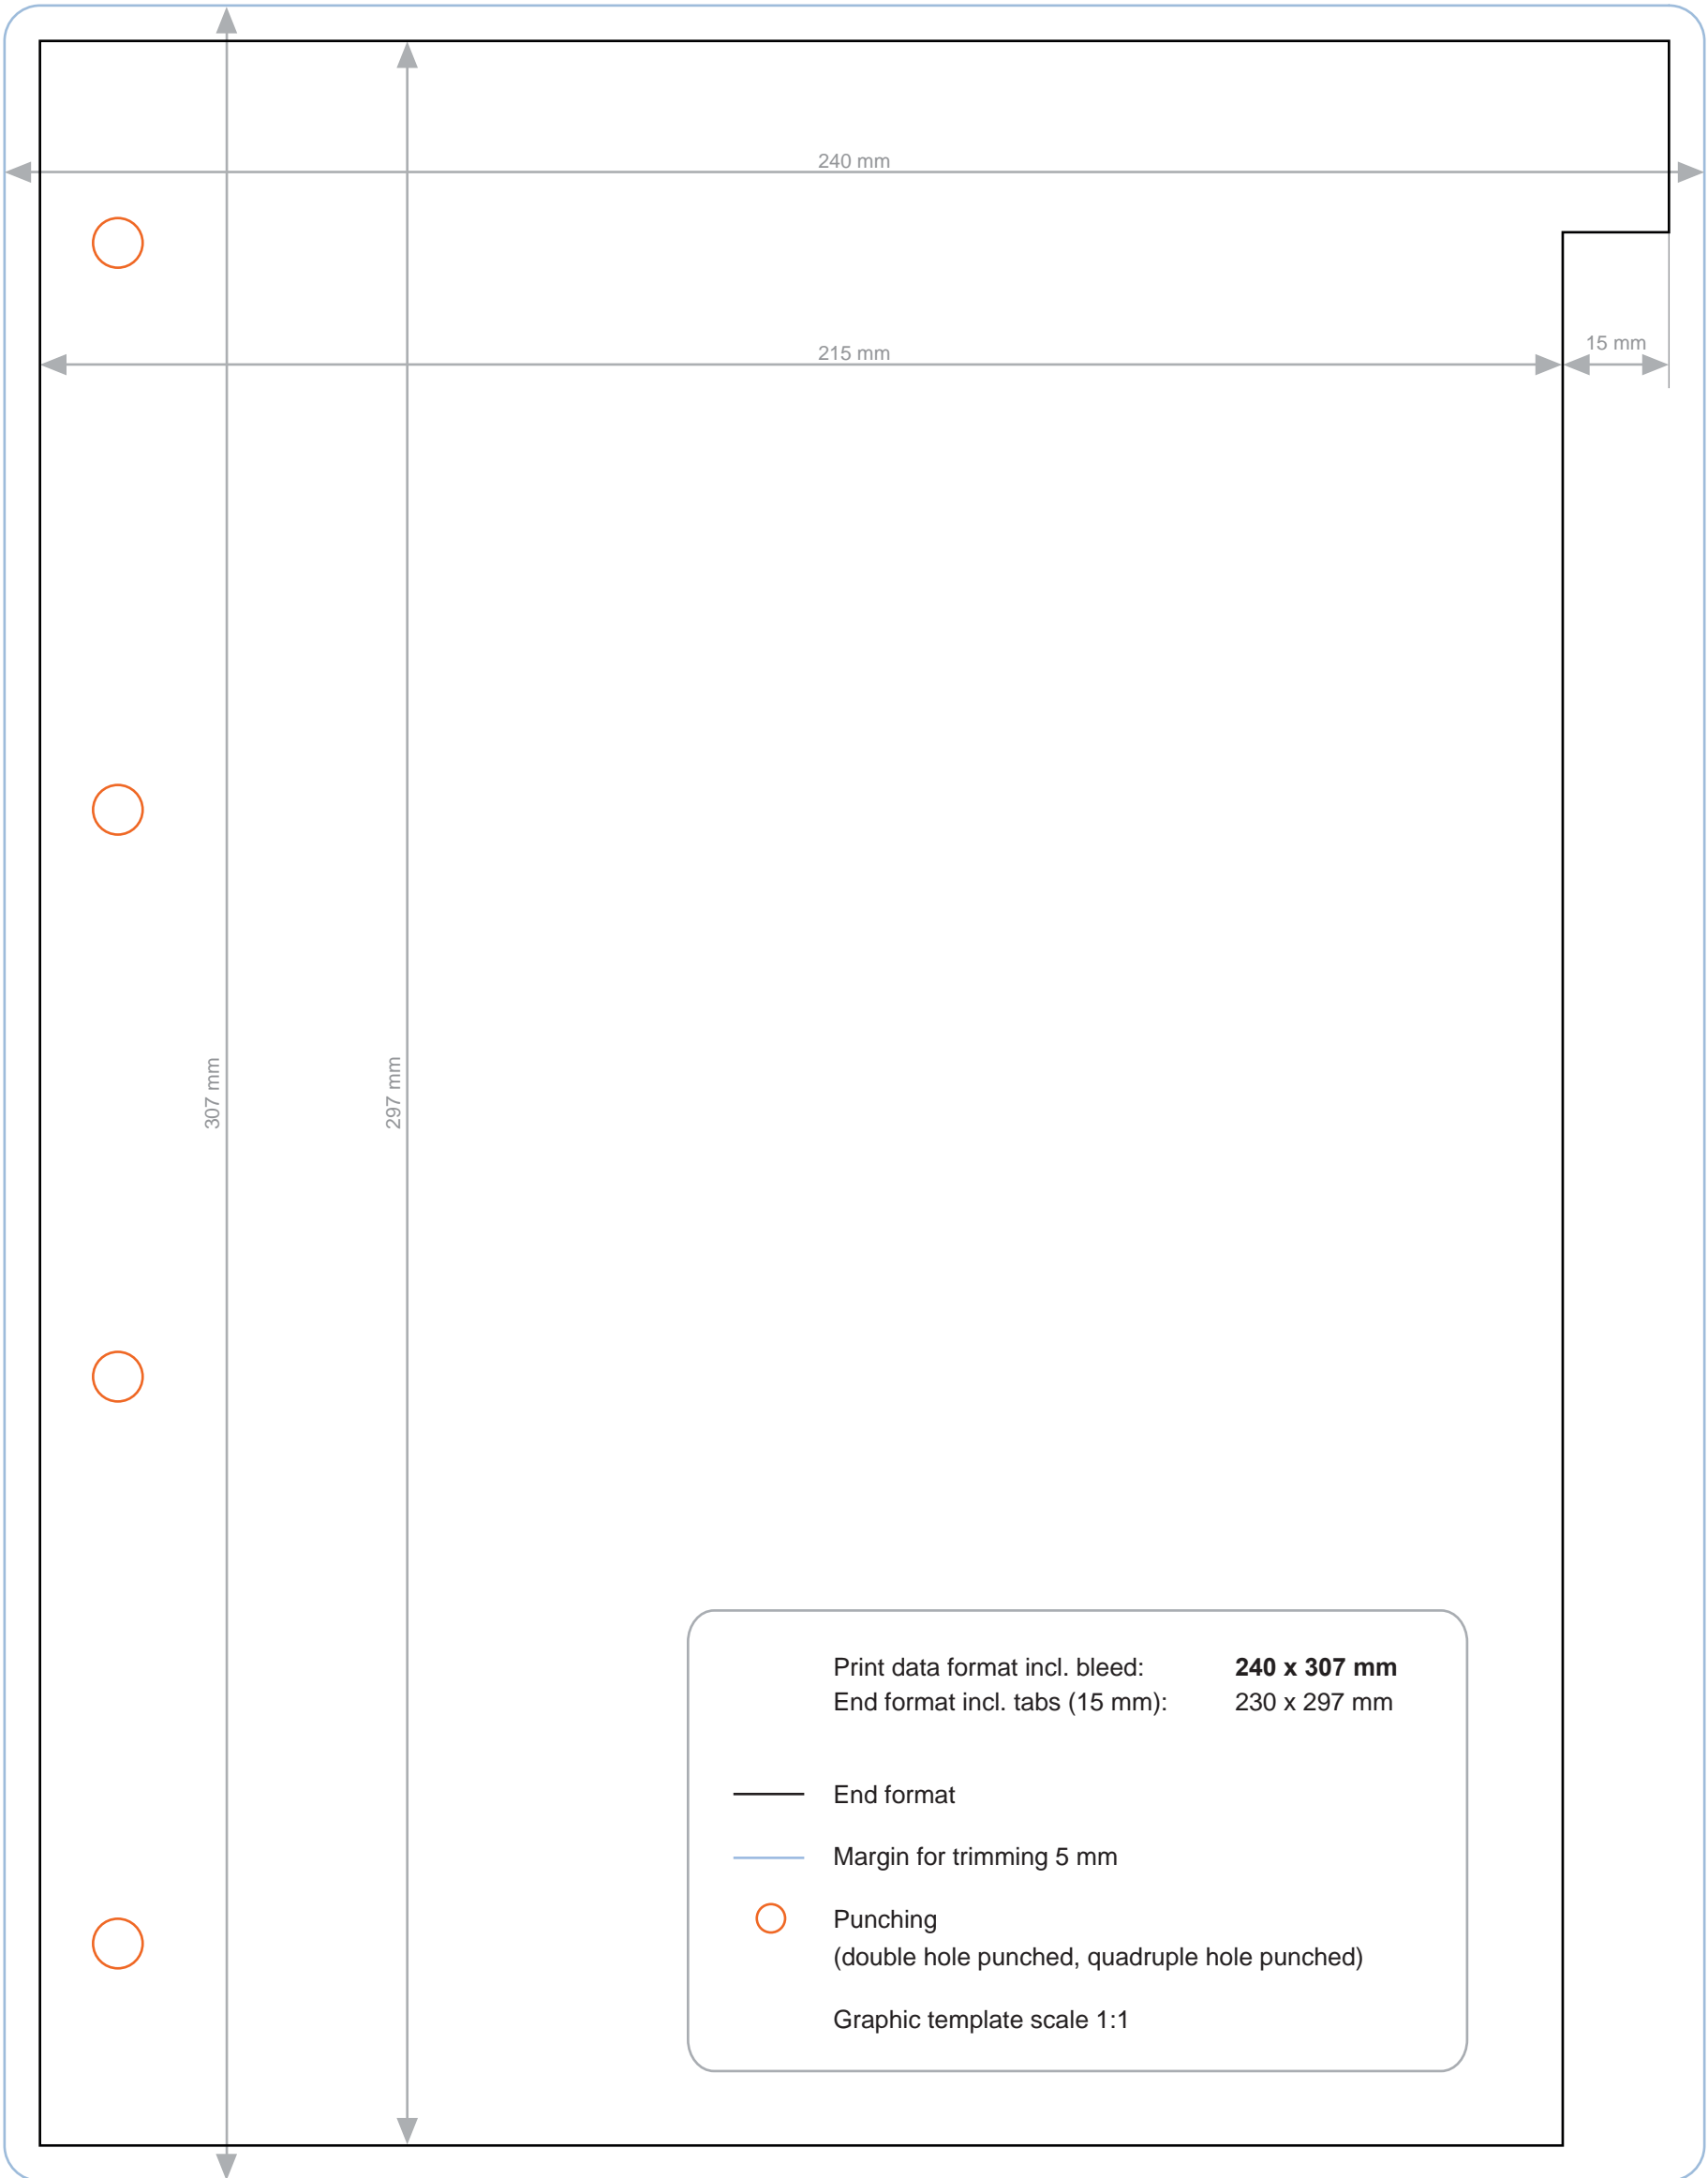 240 mm
215 mm
15 mm
307 mm
297 mm
Print data format incl. bleed: 240 x 307 mm
End format incl. tabs (15 mm): 230 x 297 mm
End format
Margin for trimming 5 mm
Punching
(double hole punched, quadruple hole punched)
Graphic template scale 1:1